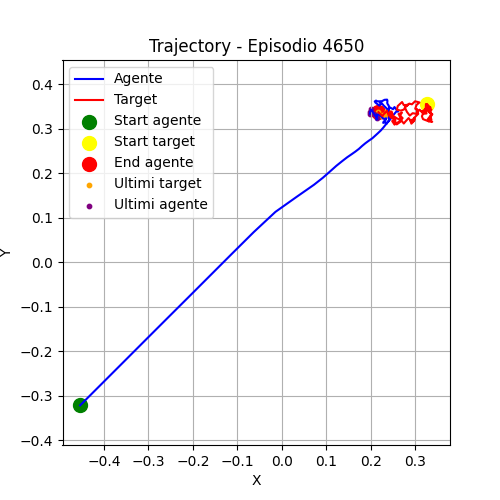 Trajectory - Episodio 4650
Agente
Target
Start agente
Start target
End agente
Ultimi target
Ultimi agente
0.4
0.3
0.2
0.1
0.0
−0.1
−0.2
−0.3
−0.4
Y
−0.4 −0.3 −0.2 −0.1 0.0 0.1 0.2 0.3
X